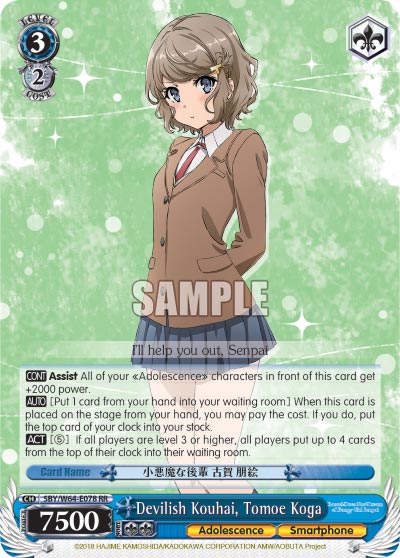 LEVEL
3
2
COST
SAMPLE
I'll help you out, Senpai
CONT Assist All of your «Adolescence» characters in front of this card get
+2000 power.
AUTO [Put 1 card from your hand into your waiting room] When this card is
placed on the stage from your hand, you may pay the cost. If you do, put
the top card of your clock into your stock.
ACT [⑤] If all players are level 3 or higher, all players put up to 4 cards
from the top of their clock into their waiting room.
Card Name 小悪魔な後輩 古賀 朋絵
CH SBY/W64-E078 RR
POWER 7500
Devilish Kouhai, Tomoe Koga
Adolescence Smartphone
©2018 HAJIME KAMOSHIDA/KADOKAWA CORPORATION AMW/AOBUTA Project